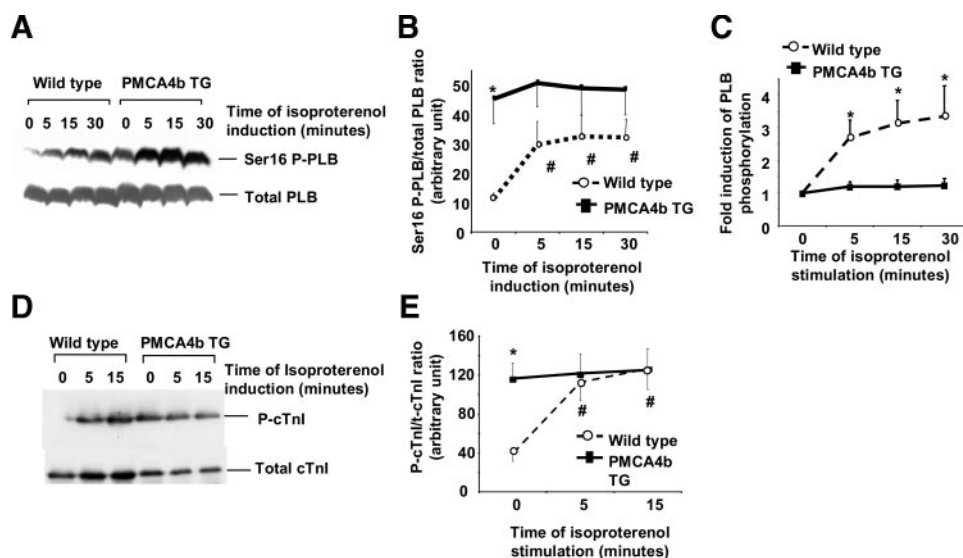 A
Wild type PMCA4b TG
0 5 15 30 0 5 15 30
Time of isoproterenol
induction (minutes)
Ser16 P-PLB
Total PLB
B
Ser16 P-PLB/total PLB ratio
(arbitrary unit)
50
40
30
20
10
0
*
# # #
Wild type
PMCA4b TG
0 5 15 30
Time of isoproterenol
induction (minutes)
C
Wild type
PMCA4b TG
Fold induction of PLB
phosphorylation
4
3
2
1
0
* * *
0 5 15 30
Time of isoproterenol
stimulation (minutes)
D
Wild type PMCA4b TG
0 5 15 0 5 15
Time of Isoproterenol
induction (minutes)
P-cTnI
Total cTnI
E
P-cTnI/t-cTnI ratio
(arbitrary unit)
160
120
80
40
0
*
# #
Wild type
PMCA4b
TG
0 5 15
Time of isoproterenol
stimulation (minutes)